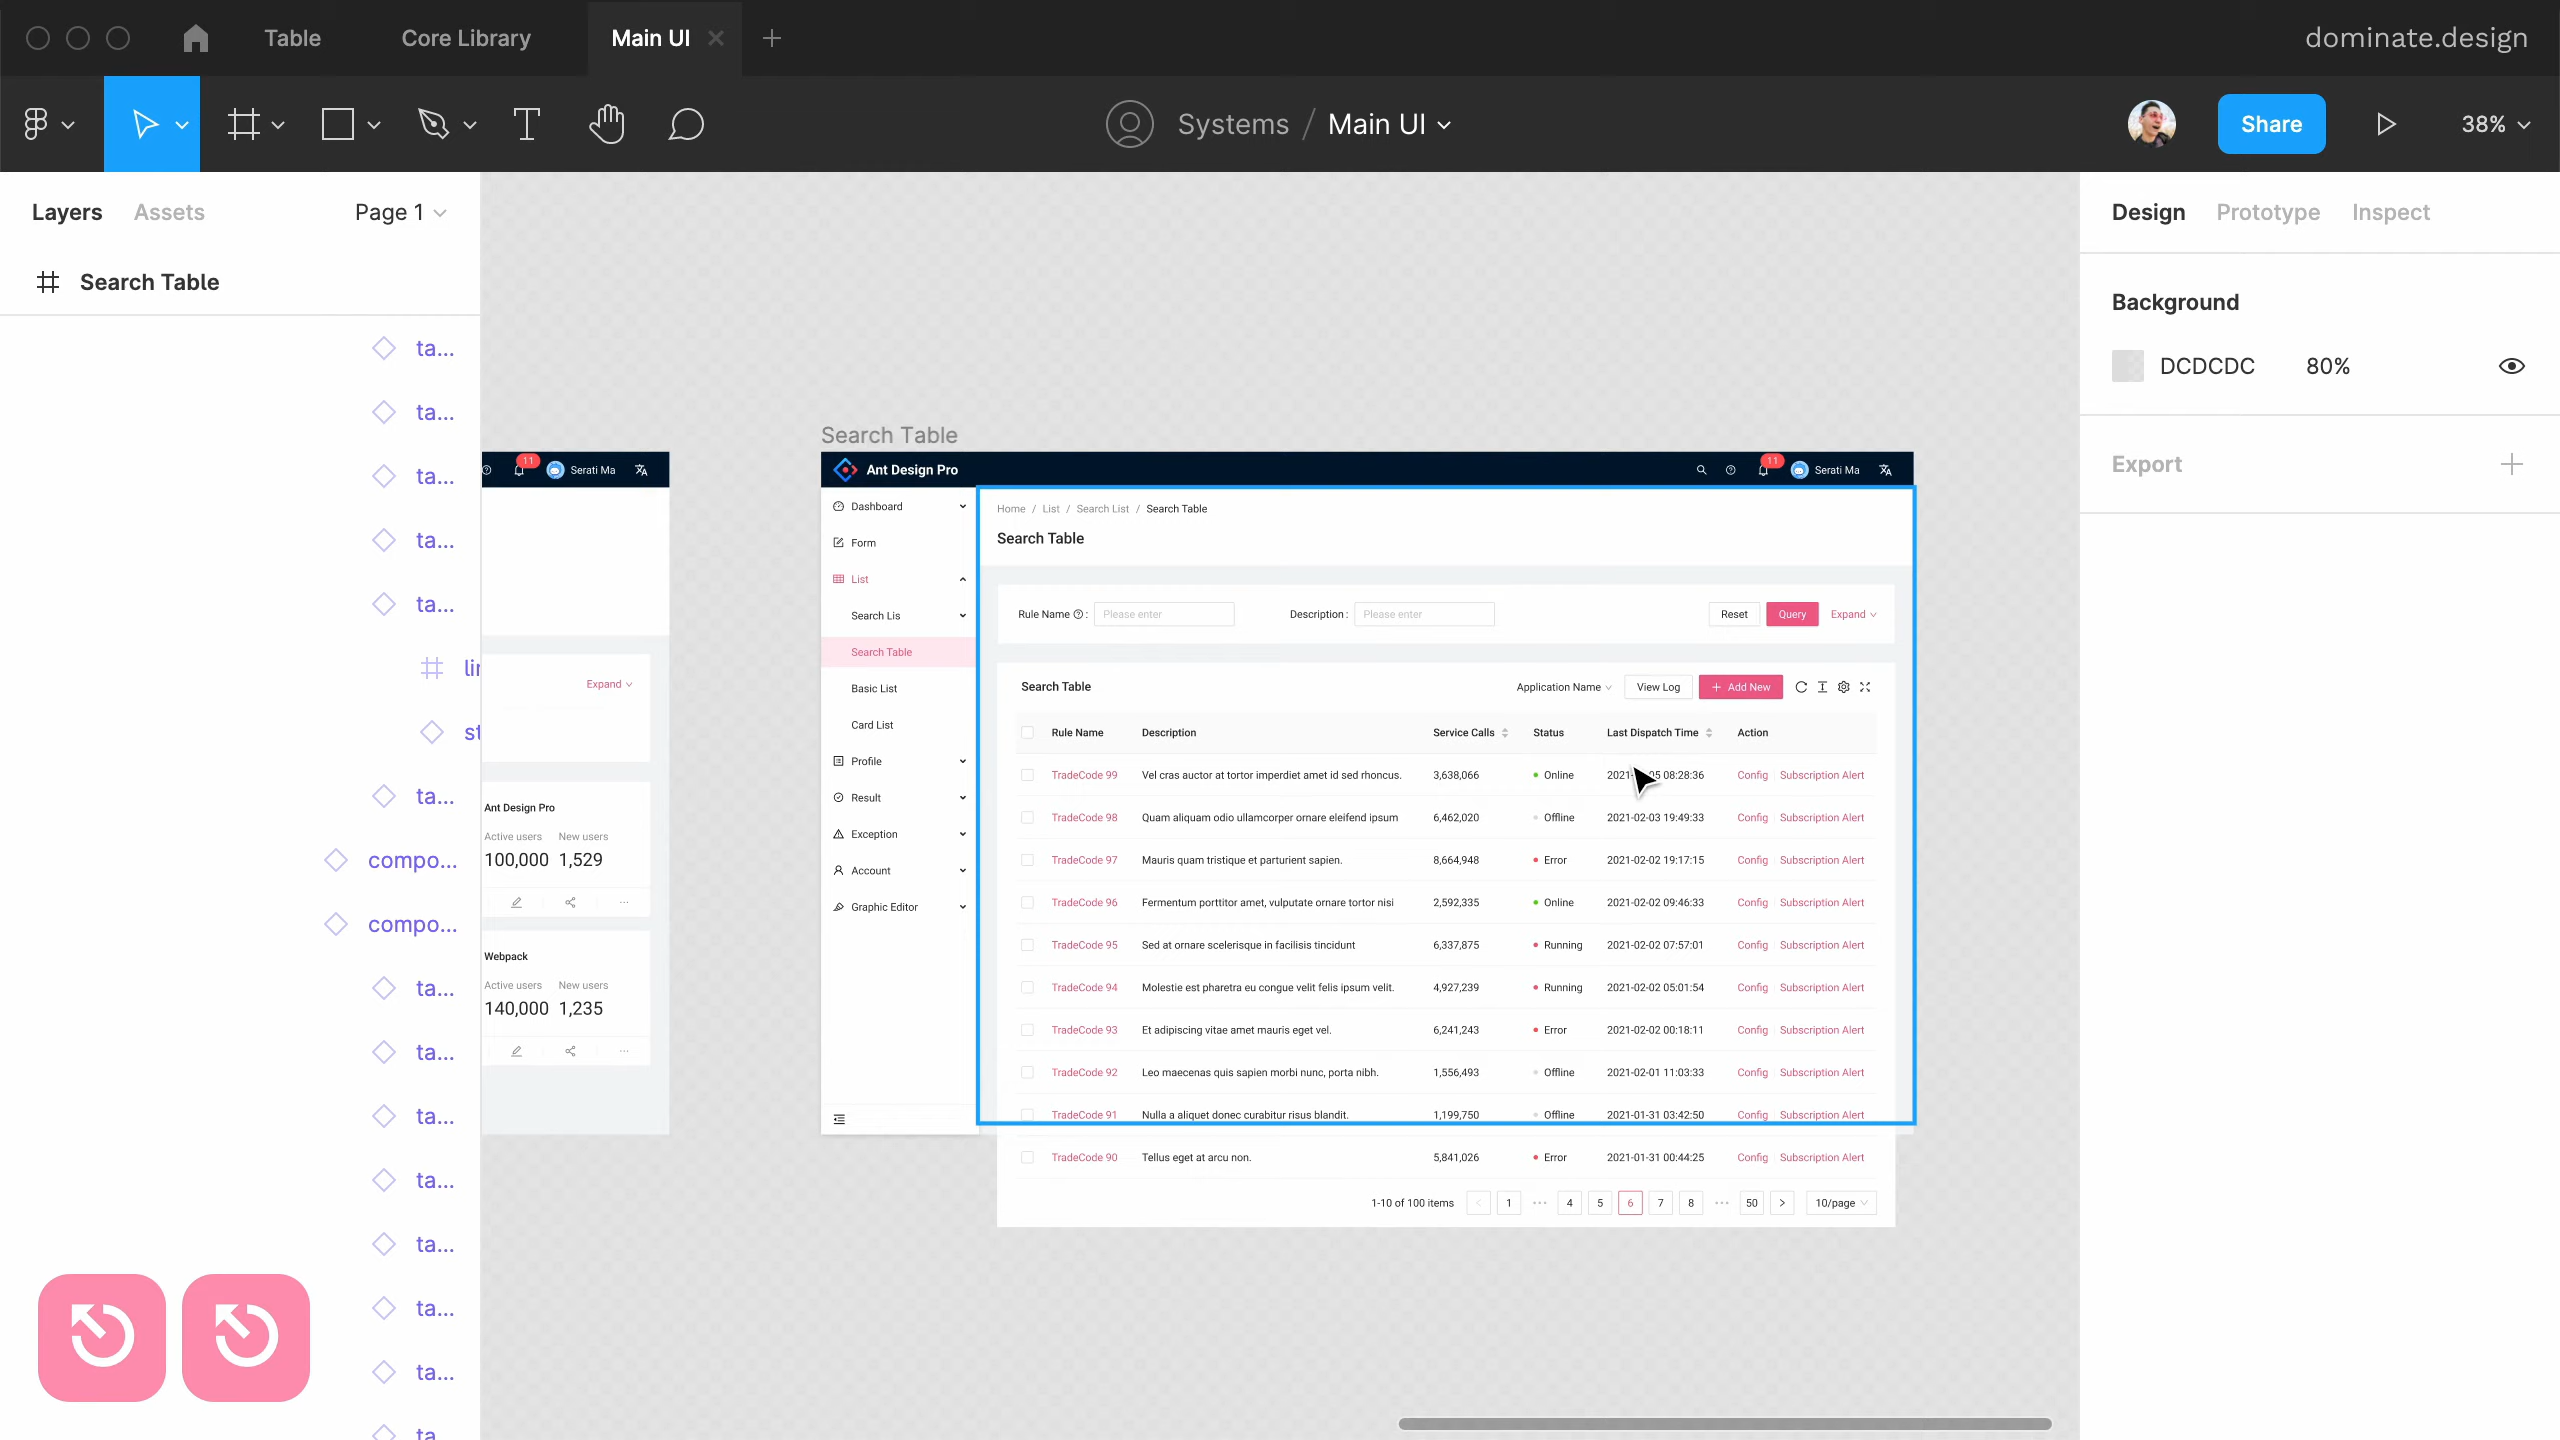 Table
Core Library
Main UI
dominate.design
Systems / Main UI
Share
38%
Layers
Assets
Page 1
Search Table
ta...
ta...
ta...
ta...
ta...
ta...
compo...
compo...
ta...
ta...
ta...
ta...
ta...
ta...
ta...
11
Serati Ma
Expand
Ant Design Pro
Active users New users
100,000 1,529
Webpack
Active users New users
140,000 1,235
Search Table
Ant Design Pro
11
Serati Ma
Dashboard
Form
List
Search Lis
Search Table
Basic List
Card List
Profile
Result
Exception
Account
Graphic Editor
Home / List / Search List / Search Table
Search Table
Rule Name : Please enter Description : Please enter Reset Query Expand
Search Table Application Name View Log + Add New
Rule Name Description Service Calls Status Last Dispatch Time Action
TradeCode 99 Vel cras auctor at tortor imperdiet amet id sed rhoncus. 3,638,066 Online 2021- 05 08:28:36 Config Subscription Alert
TradeCode 98 Quam aliquam odio ullamcorper ornare eleifend ipsum 6,462,020 Offline 2021-02-03 19:49:33 Config Subscription Alert
TradeCode 97 Mauris quam tristique et parturient sapien. 8,664,948 Error 2021-02-02 19:17:15 Config Subscription Alert
TradeCode 96 Fermentum porttitor amet, vulputate ornare tortor nisi 2,592,335 Online 2021-02-02 09:46:33 Config Subscription Alert
TradeCode 95 Sed at ornare scelerisque in facilisis tincidunt 6,337,875 Running 2021-02-02 07:57:01 Config Subscription Alert
TradeCode 94 Molestie est pharetra eu congue velit felis ipsum velit. 4,927,239 Running 2021-02-02 05:01:54 Config Subscription Alert
TradeCode 93 Et adipiscing vitae amet mauris eget vel. 6,241,243 Error 2021-02-02 00:18:11 Config Subscription Alert
TradeCode 92 Leo maecenas quis sapien morbi nunc, porta nibh. 1,556,493 Offline 2021-02-01 11:03:33 Config Subscription Alert
TradeCode 91 Nulla a aliquet donec curabitur risus blandit. 1,199,750 Offline 2021-01-31 03:42:50 Config Subscription Alert
TradeCode 90 Tellus eget at arcu non. 5,841,026 Error 2021-01-31 00:44:25 Config Subscription Alert
1-10 of 100 items < 1 ··· 4 5 6 7 8 ··· 50 > 10/page
Design
Prototype
Inspect
Background
DCDCDC 80%
Export